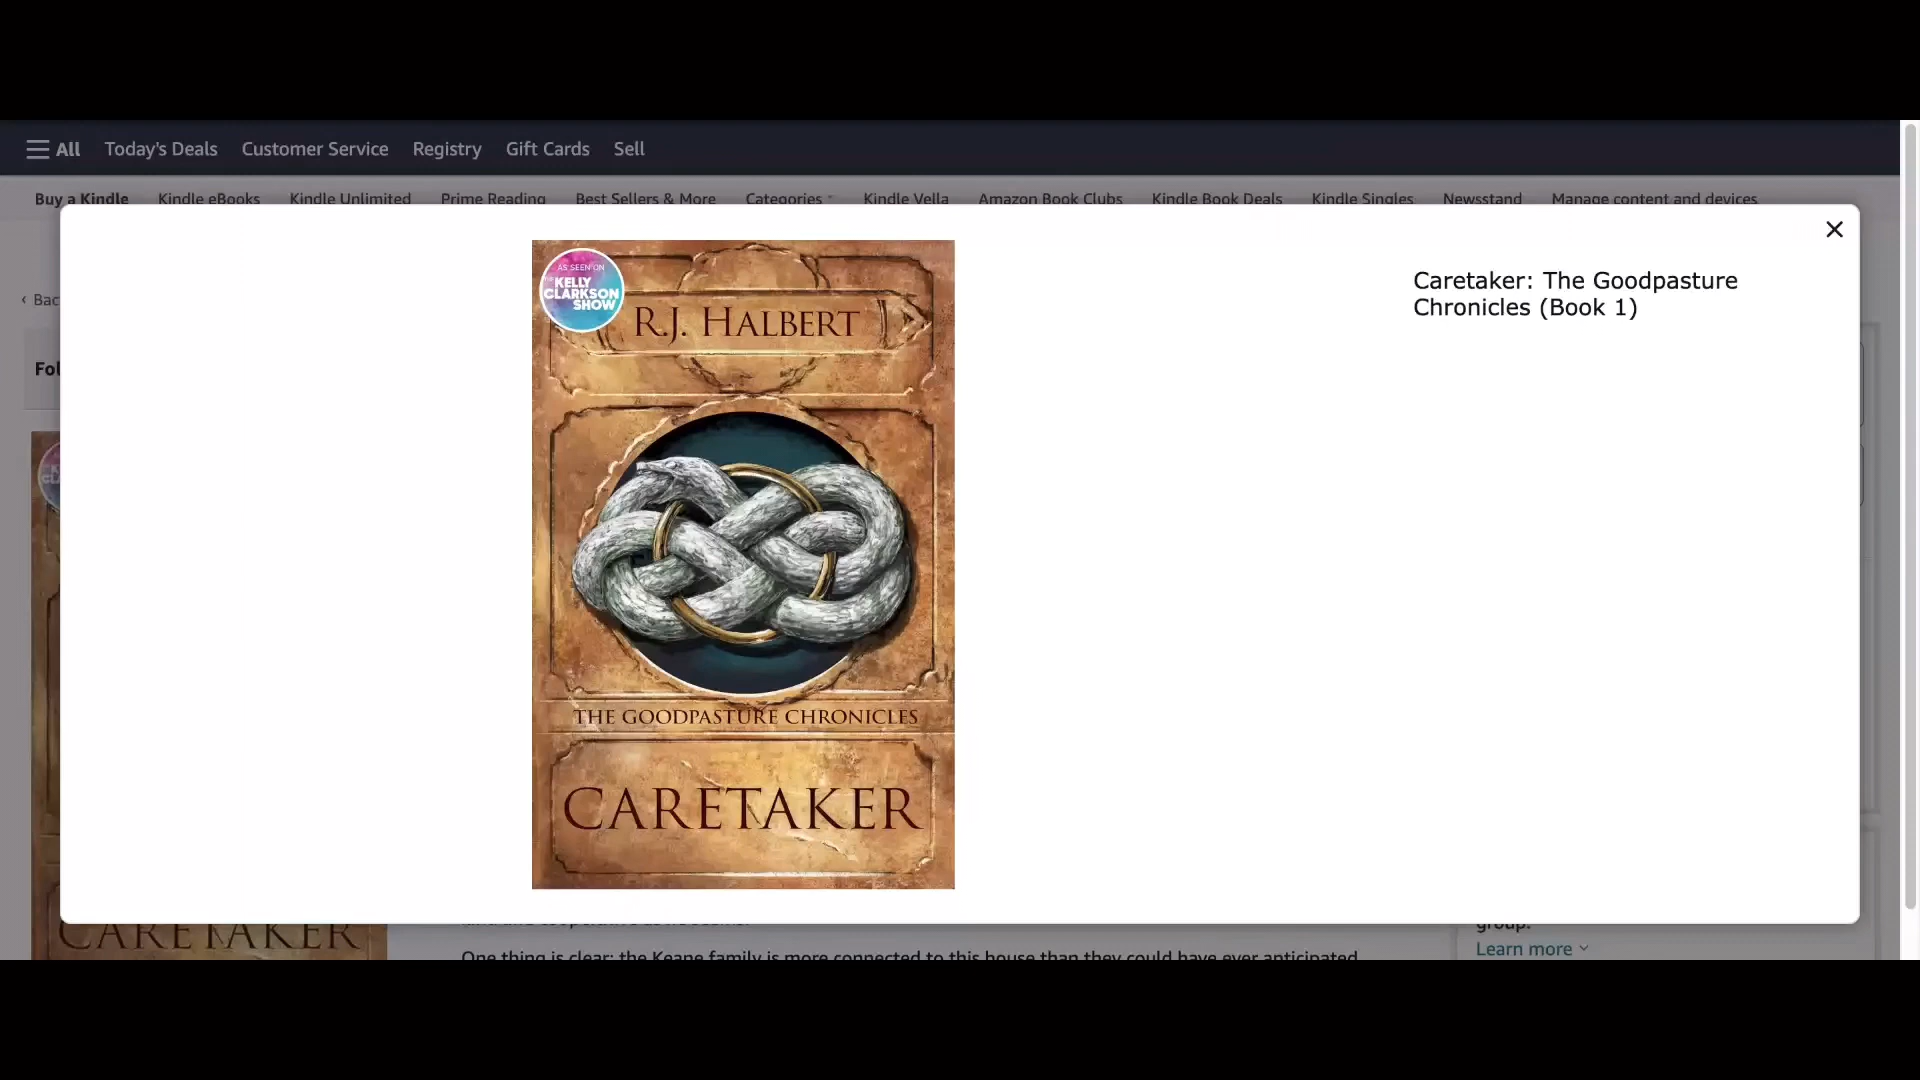 All Today's Deals Customer Service Registry Gift Cards Sell
Buy a Kindle Kindle eBooks Kindle Unlimited Prime Reading Best Sellers & More Categories Kindle Vella Amazon Book Clubs Kindle Book Deals Kindle Singles Newsstand Manage content and devices
AS SEEN ON
THE KELLY
CLARKSON
SHOW
R.J. HALBERT
THE GOODPASTURE CHRONICLES
CARETAKER
Caretaker: The Goodpasture
Chronicles (Book 1)
CARETAKER
One thing is clear: the Keane family is more connected to this house than they could have ever anticipated.
group.
Learn more